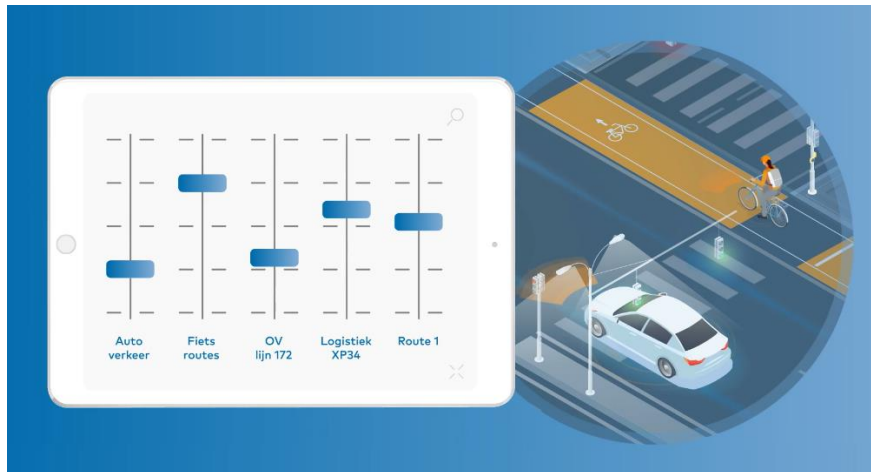 Auto
verkeer
Fiets
routes
OV
lijn 172
Logistiek
XP34
Route 1